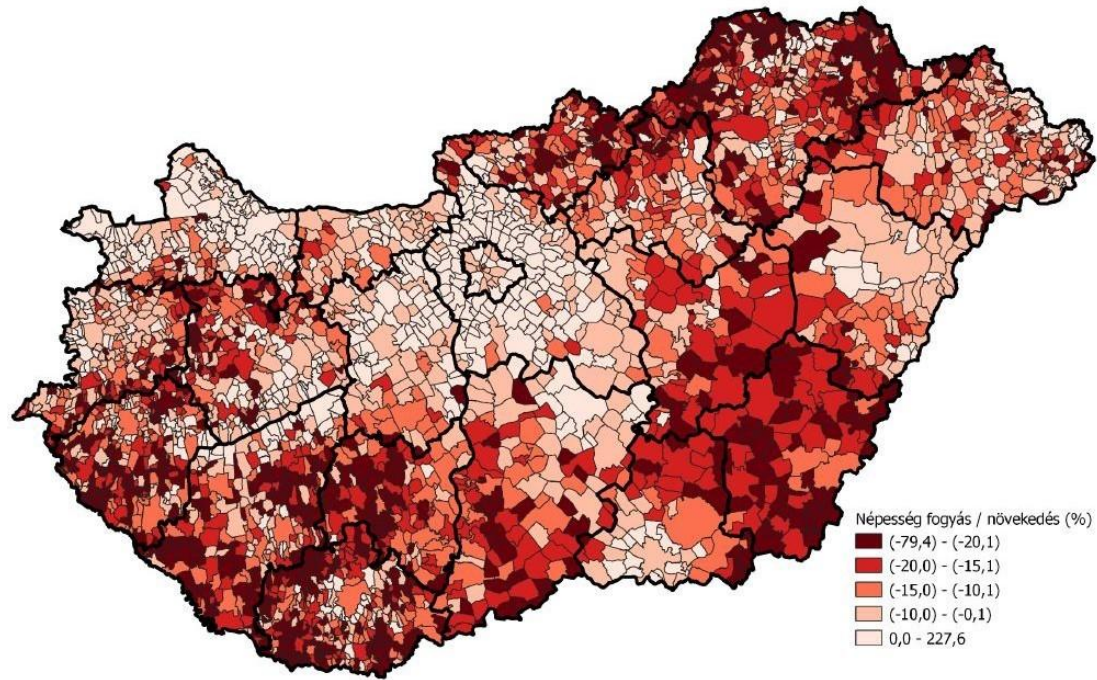 Népesség fogyás / növekedés (%)
(-79,4) - (-20,1)
(-20,0) - (-15,1)
(-15,0) - (-10,1)
(-10,0) - (-0,1)
0,0 - 227,6